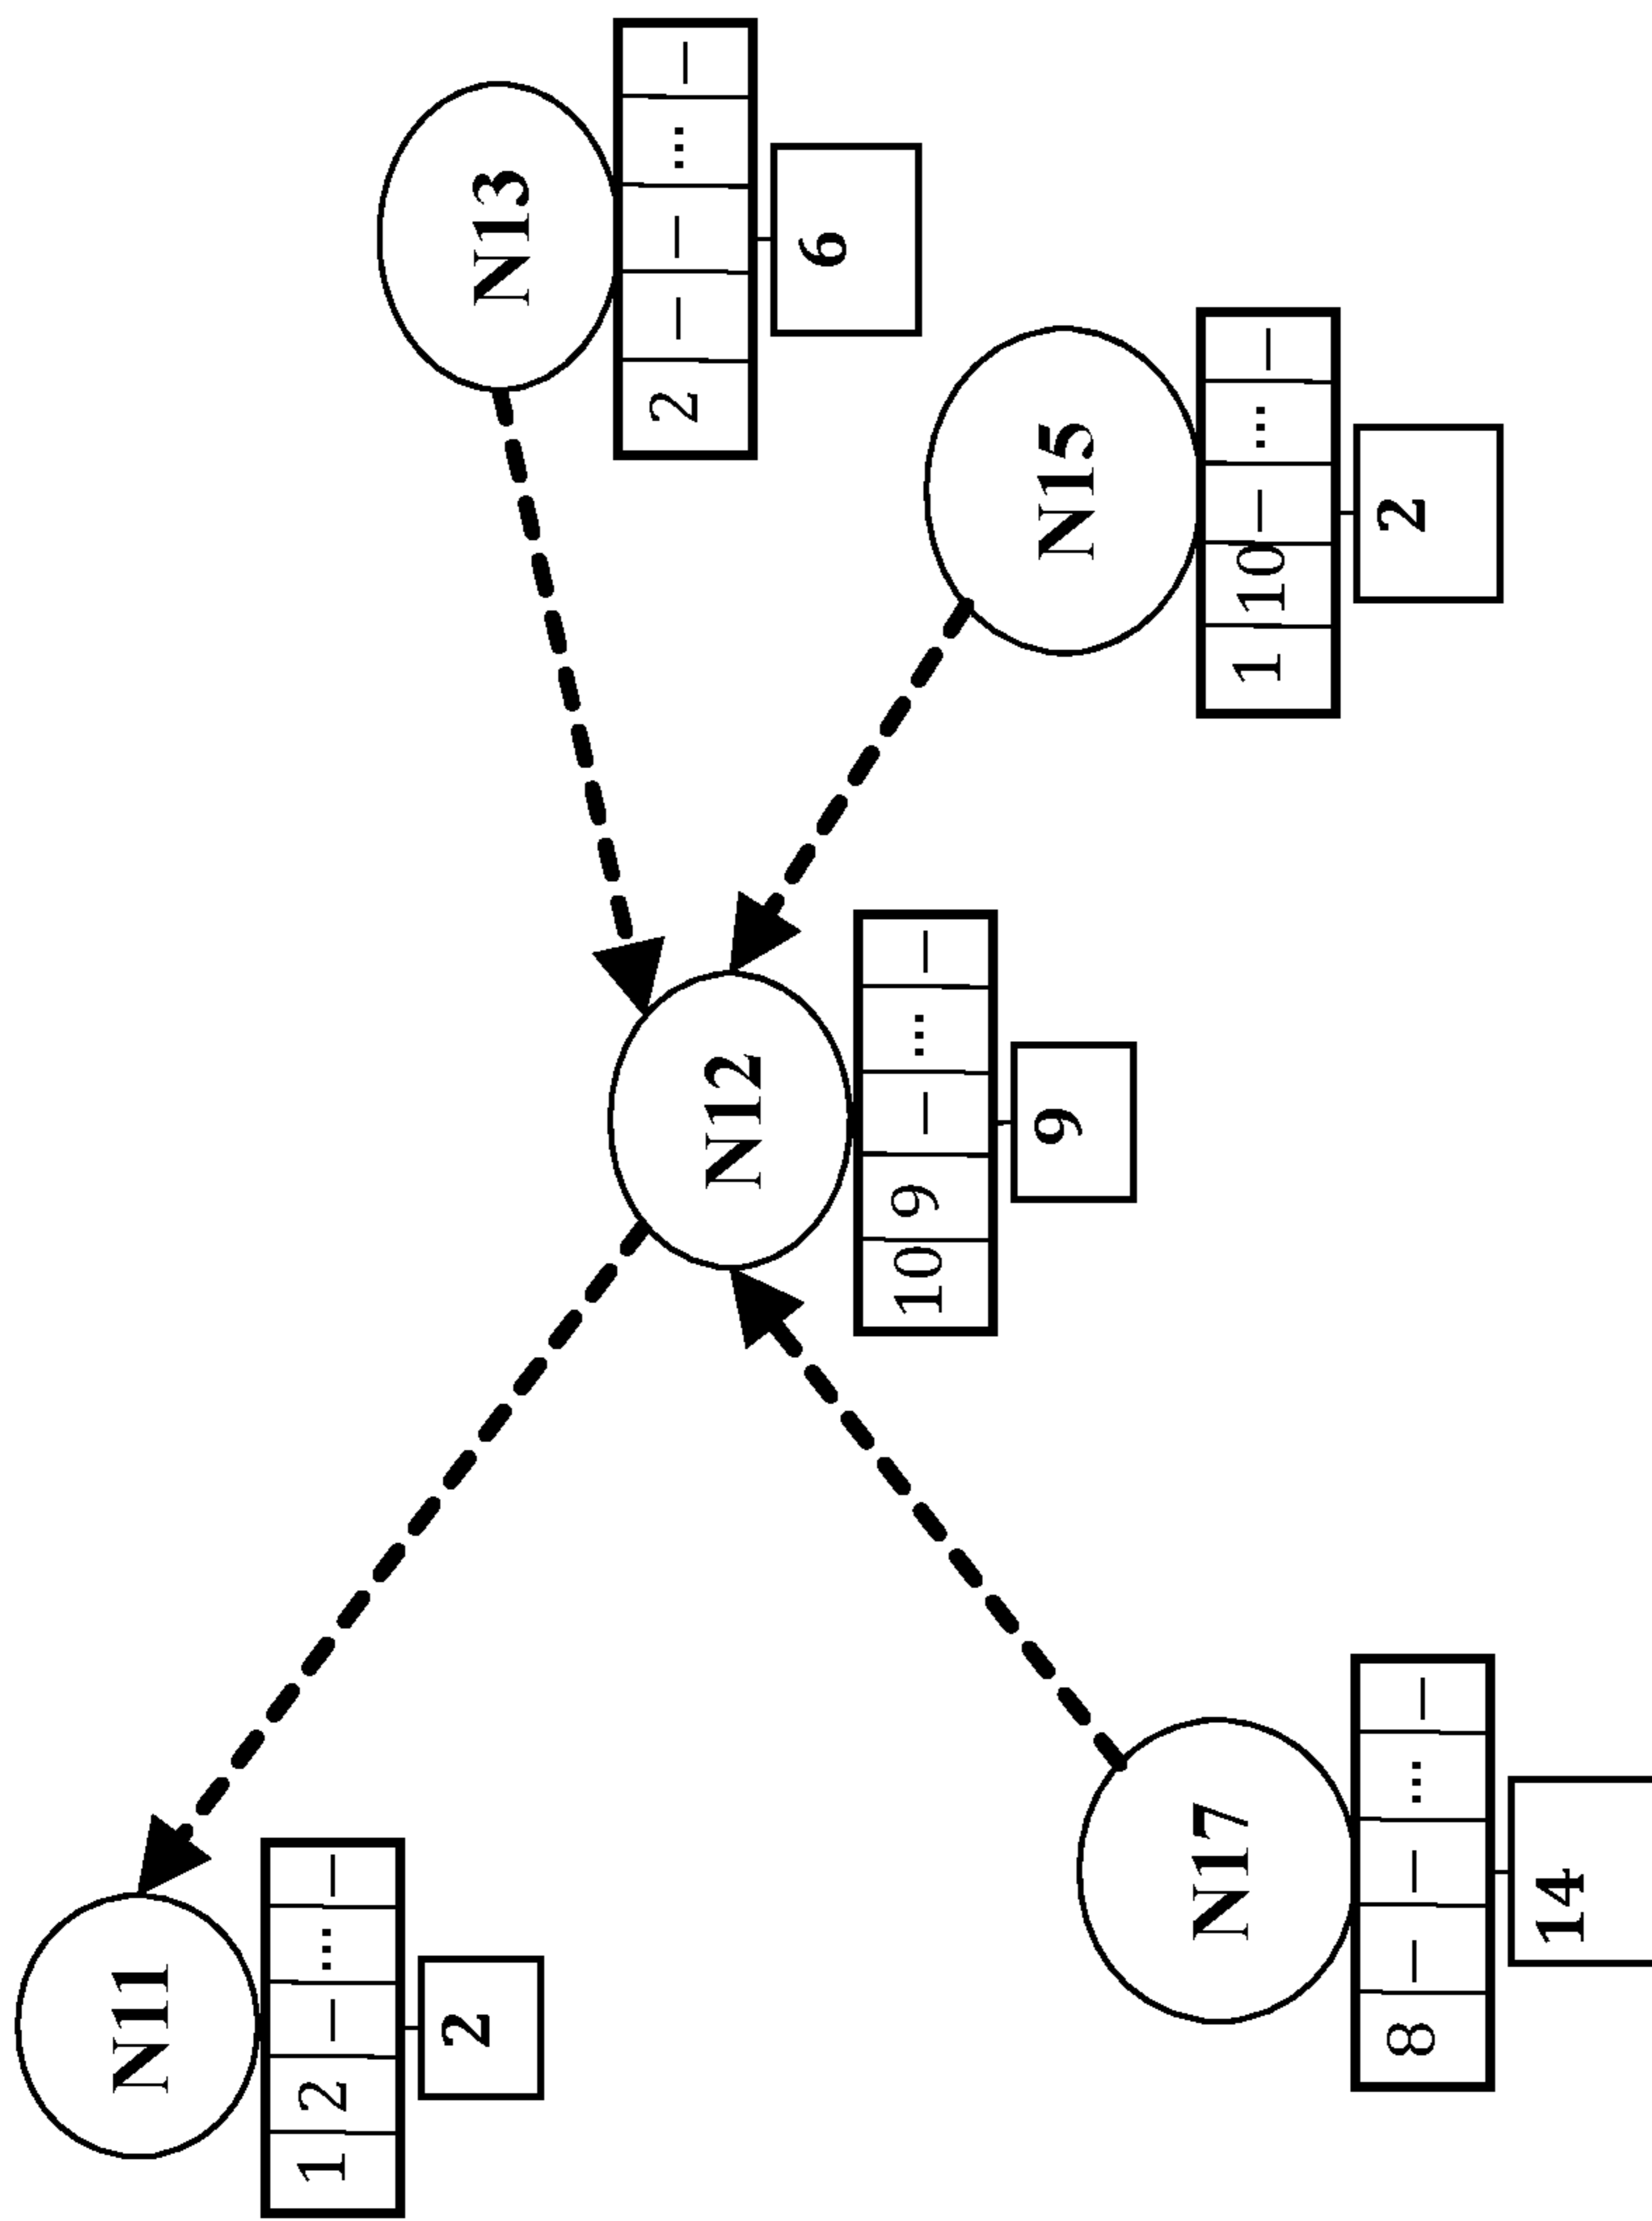 N11
1 2 – ... –
2
N13
2 – – ... –
6
N12
10 9 – ... –
9
N15
1 10 – ... –
2
N17
8 – – ... –
14